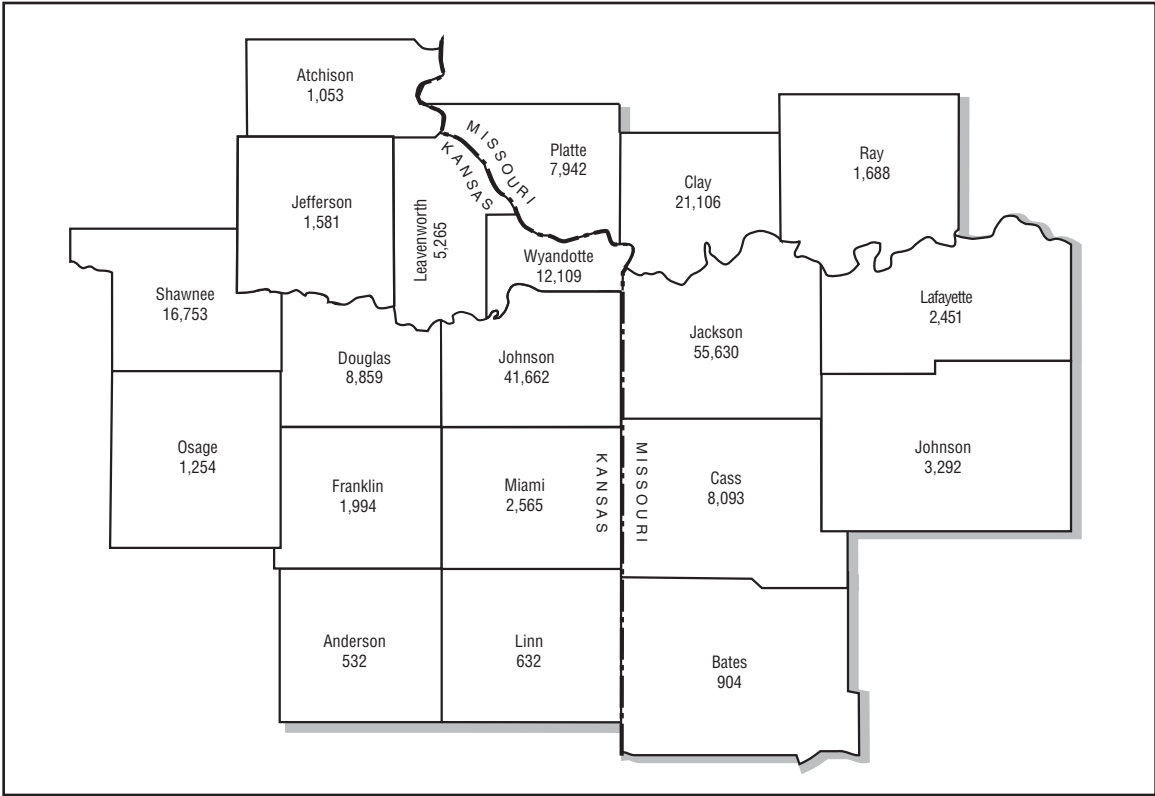 Atchison
1,053
MISSOURI
KANSAS
Platte
7,942
Ray
1,688
Clay
21,106
Jefferson
1,581
Leavenworth
5,265
Wyandotte
12,109
Shawnee
16,753
Lafayette
2,451
Jackson
55,630
Douglas
8,859
Johnson
41,662
Osage
1,254
KANSAS
MISSOURI
Johnson
3,292
Franklin
1,994
Miami
2,565
Cass
8,093
Anderson
532
Linn
632
Bates
904